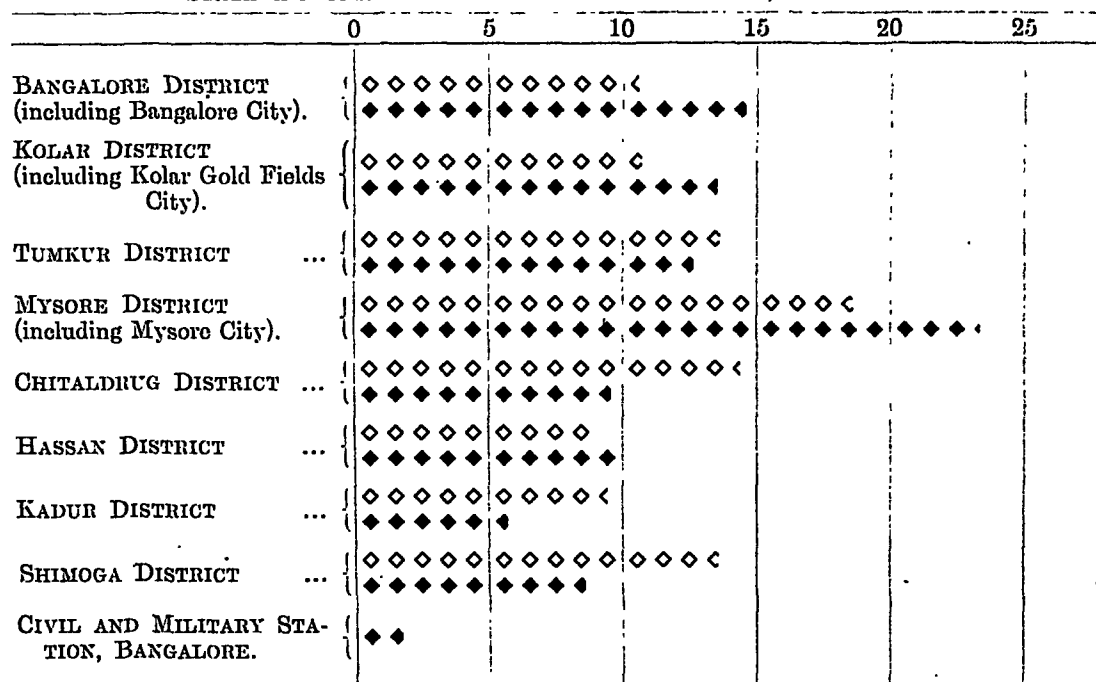 0 5 10 15 20 25
BANGALORE DISTRICT
(including Bangalore City).
KOLAR DISTRICT
(including Kolar Gold Fields
City).
TUMKUR DISTRICT ...
MYSORE DISTRICT
(including Mysore City).
CHITALDRUG DISTRICT ...
HASSAN DISTRICT ...
KADUR DISTRICT ...
SHIMOGA DISTRICT ...
CIVIL AND MILITARY STA-
TION, BANGALORE.